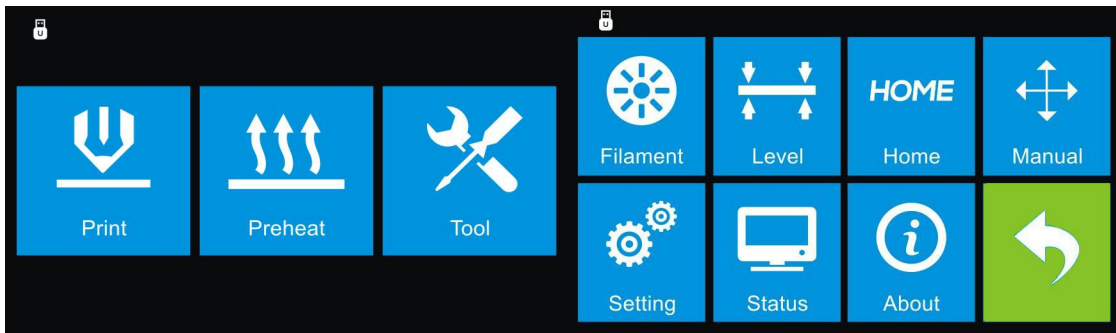 U
U
Print
Preheat
Tool
HOME
Filament
Level
Home
Manual
Setting
Status
i
About